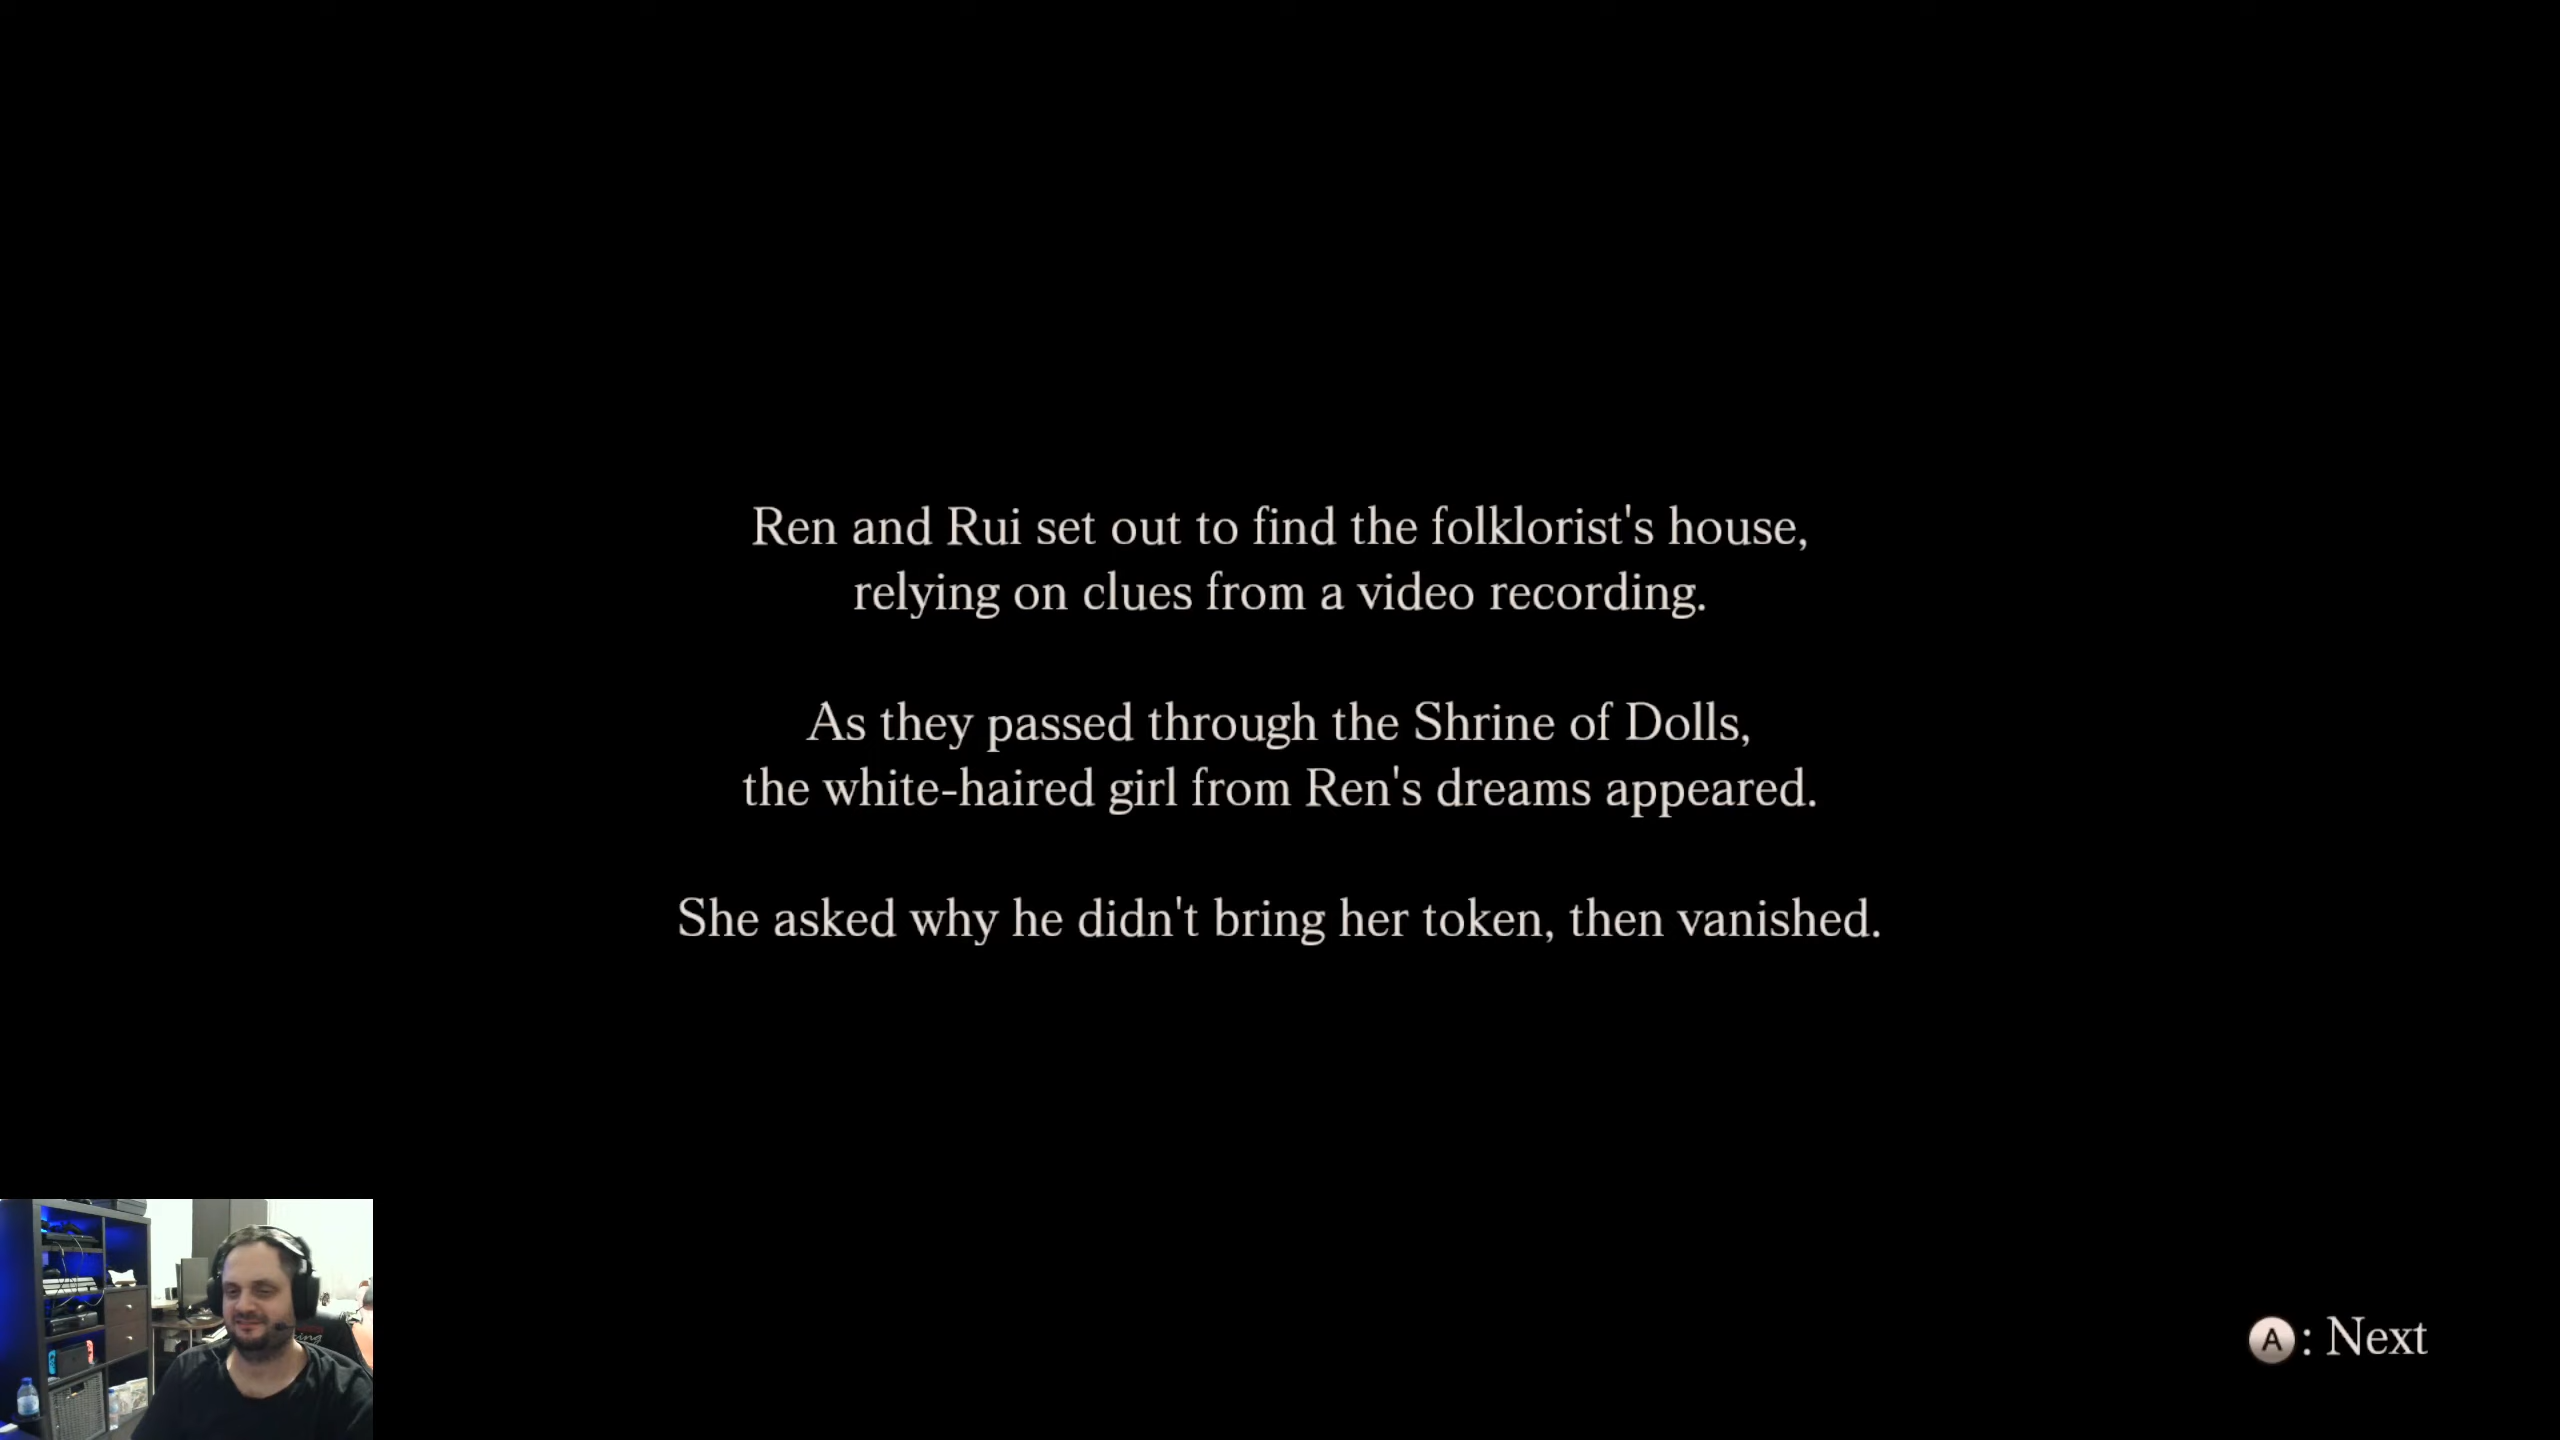 Ren and Rui set out to find the folklorist's house,
relying on clues from a video recording.
As they passed through the Shrine of Dolls,
the white-haired girl from Ren's dreams appeared.
She asked why he didn't bring her token, then vanished.
A : Next